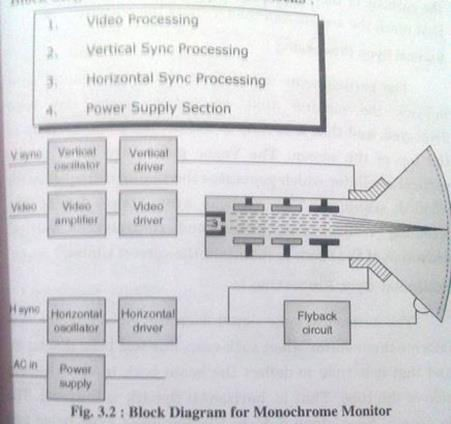 1. Video Processing
2. Vertical Sync Processing
3. Horizontal Sync Processing
4. Power Supply Section
V sync
Vertical oscillator
Vertical driver
Video
Video amplifier
Video driver
H sync
Horizontal oscillator
Horizontal driver
Flyback circuit
AC in
Power supply
Fig. 3.2 : Block Diagram for Monochrome Monitor